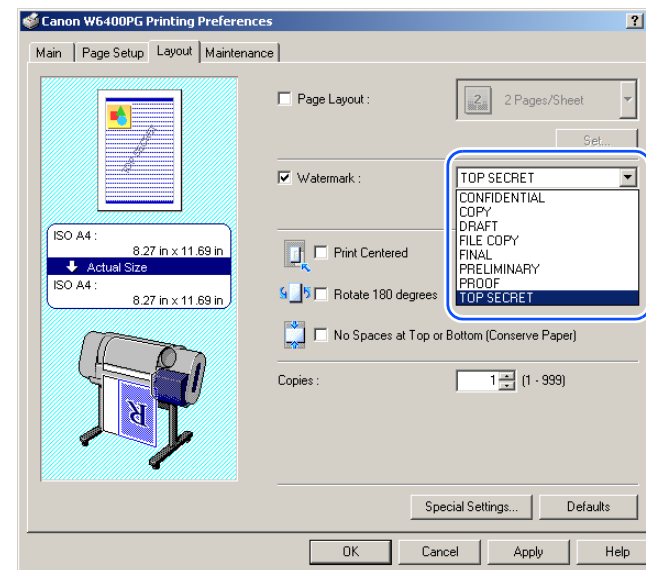 Canon W6400PG Printing Preferences
?
Main Page Setup Layout Maintenance
Page Layout :
2 2 Pages/Sheet
Set...
TOP SECRET
Watermark :
TOP SECRET
CONFIDENTIAL
COPY
DRAFT
FILE COPY
FINAL
PRELIMINARY
PROOF
TOP SECRET
ISO A4 :
8.27 in x 11.69 in
Actual Size
ISO A4 :
8.27 in x 11.69 in
Print Centered
Rotate 180 degrees
No Spaces at Top or Bottom (Conserve Paper)
R
Copies : 1 (1 - 999)
Special Settings... Defaults
OK Cancel Apply Help